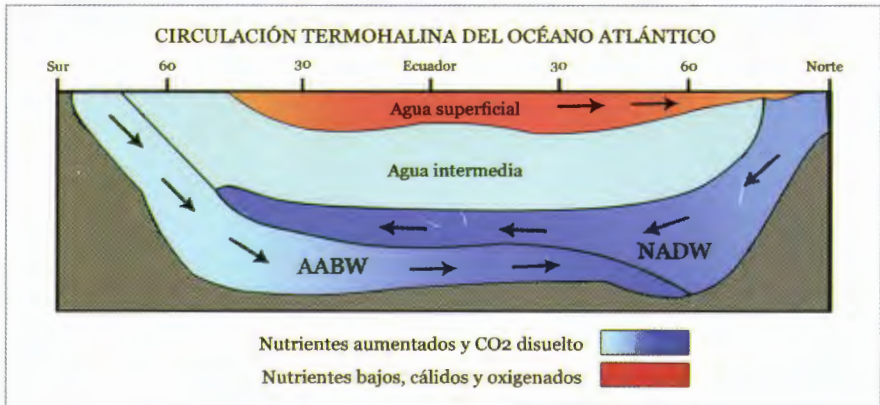 CIRCULACIÓN TERMOHALINA DEL OCÉANO ATLÁNTICO
Sur 60 30 Ecuador 30 60 Norte
Agua superficial
Agua intermedia
NADW
AABW
Nutrientes aumentados y CO2 disuelto
Nutrientes bajos, cálidos y oxigenados